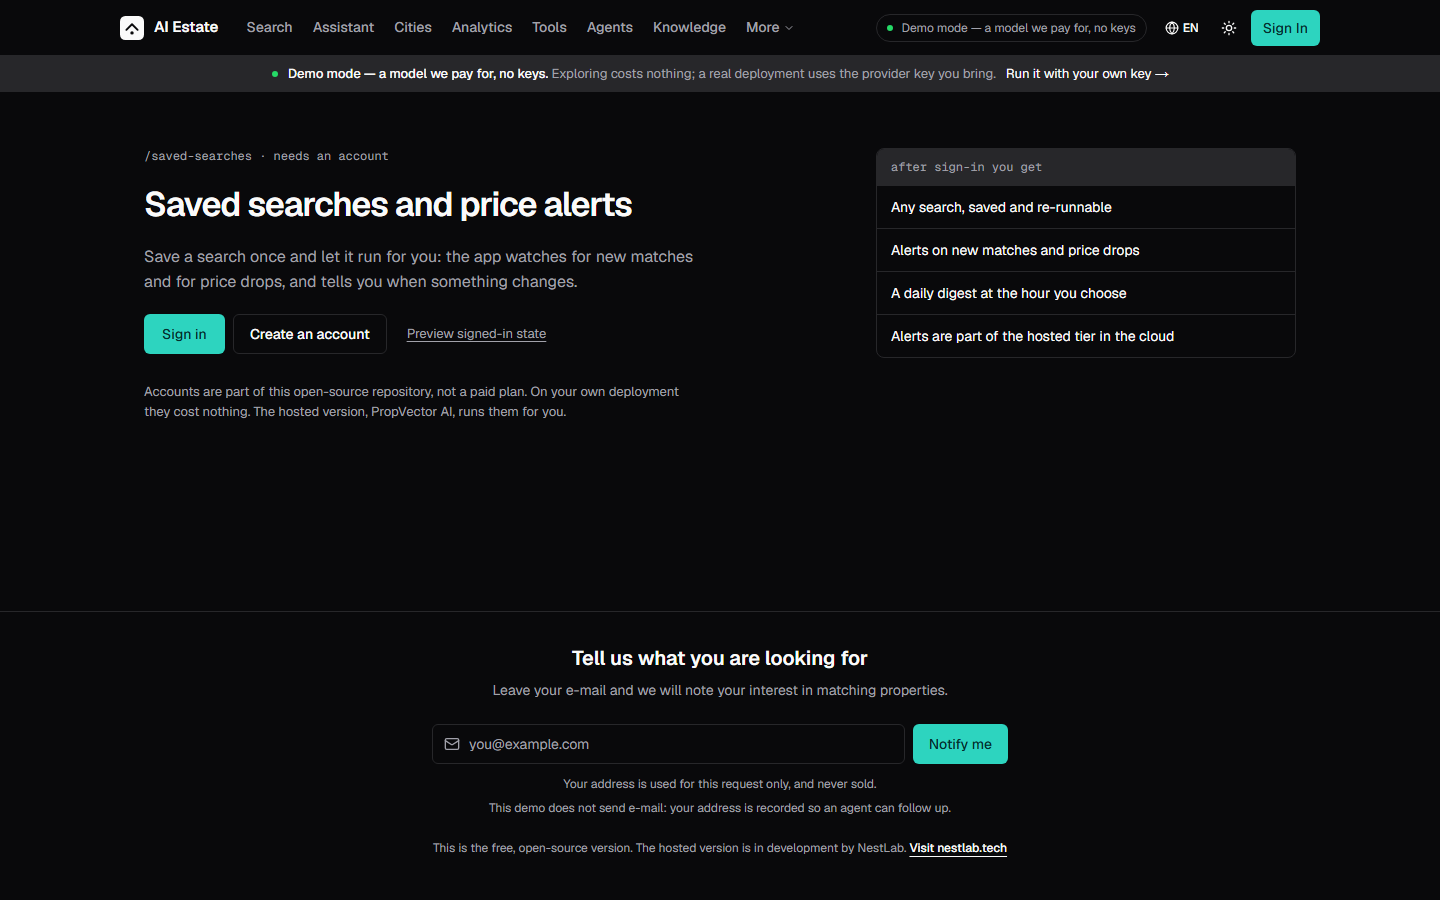 AI Estate
Search
Assistant
Cities
Analytics
Tools
Agents
Knowledge
More
Demo mode — a model we pay for, no keys
EN
Sign In
Demo mode — a model we pay for, no keys. Exploring costs nothing; a real deployment uses the provider key you bring. Run it with your own key →
/saved-searches · needs an account
Saved searches and price alerts
Save a search once and let it run for you: the app watches for new matches
and for price drops, and tells you when something changes.
Sign in
Create an account
Preview signed-in state
Accounts are part of this open-source repository, not a paid plan. On your own deployment
they cost nothing. The hosted version, PropVector AI, runs them for you.
after sign-in you get
Any search, saved and re-runnable
Alerts on new matches and price drops
A daily digest at the hour you choose
Alerts are part of the hosted tier in the cloud
Tell us what you are looking for
Leave your e-mail and we will note your interest in matching properties.
you@example.com
Notify me
Your address is used for this request only, and never sold.
This demo does not send e-mail: your address is recorded so an agent can follow up.
This is the free, open-source version. The hosted version is in development by NestLab. Visit nestlab.tech